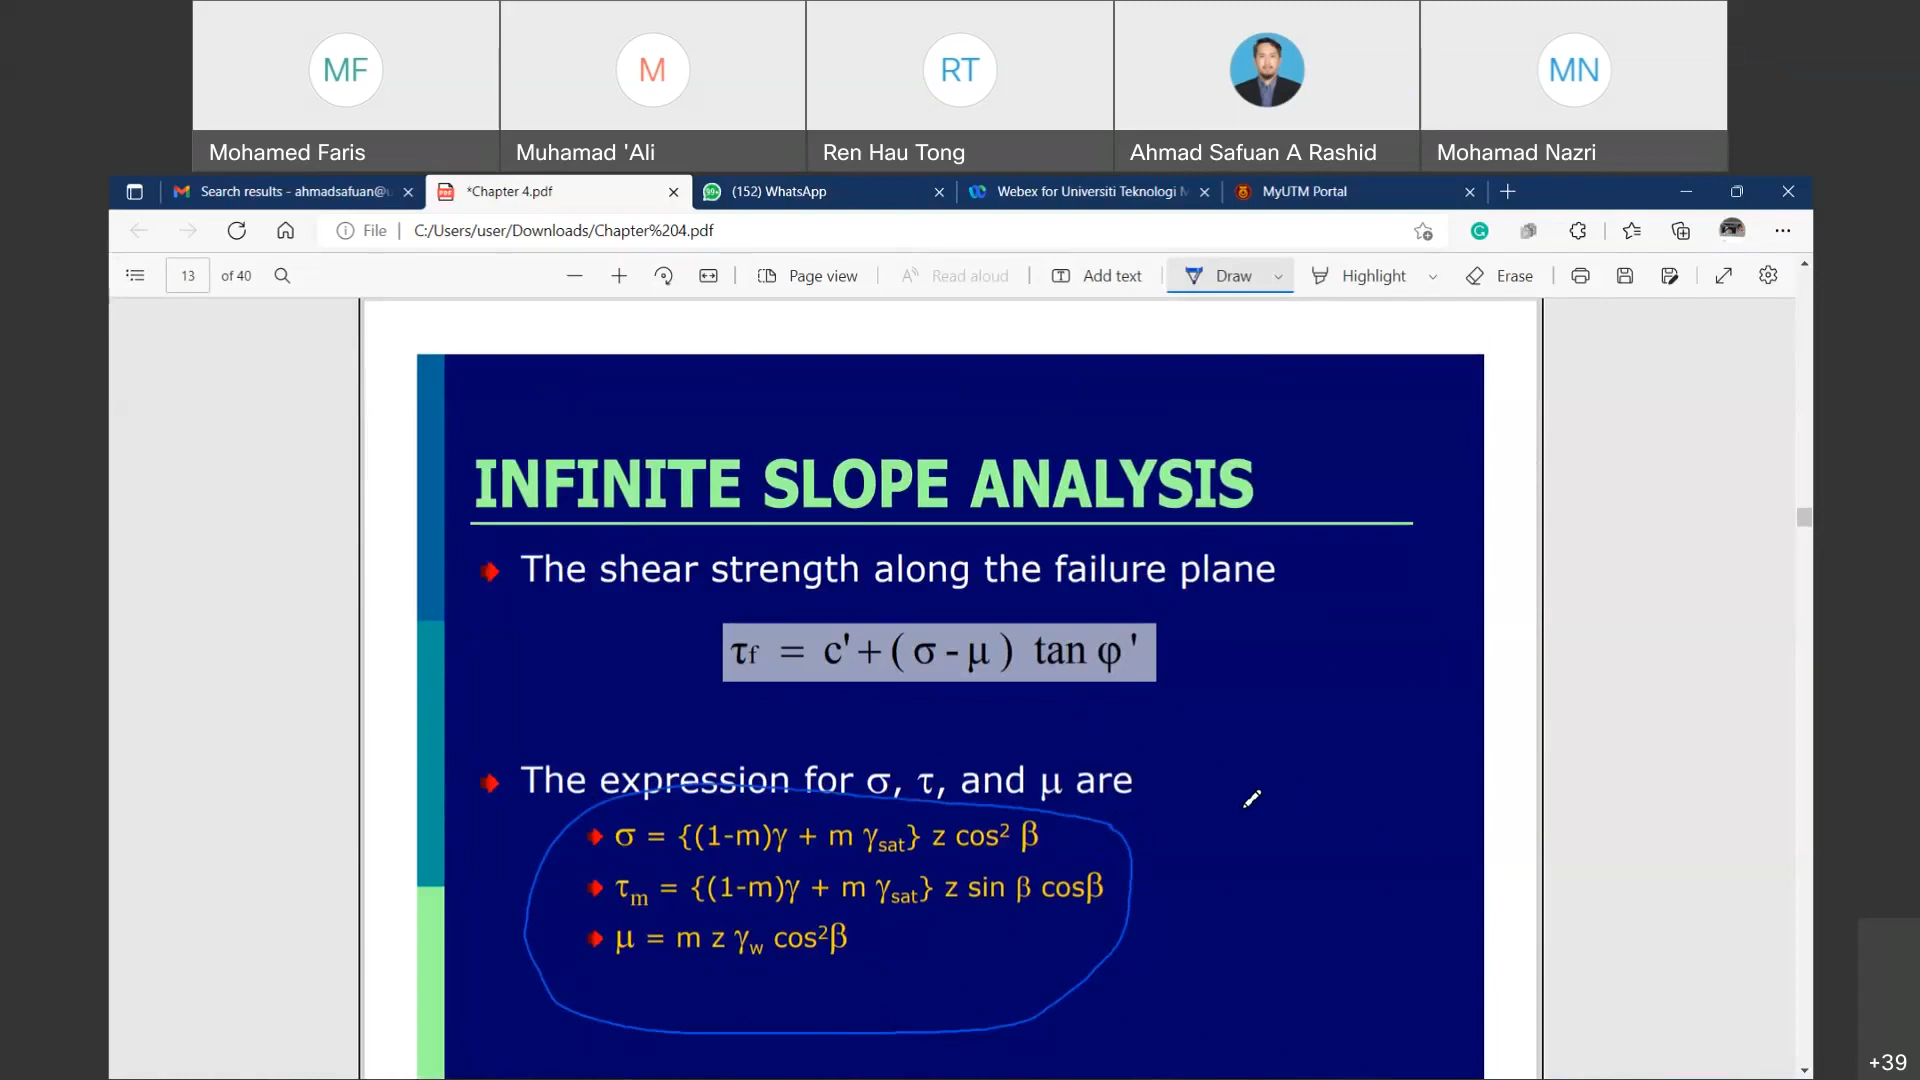 MF
M
RT
MN
Mohamed Faris
Muhamad 'Ali
Ren Hau Tong
Ahmad Safuan A Rashid
Mohamad Nazri
Search results - ahmadsafuan@
*Chapter 4.pdf
99+
(152) WhatsApp
Webex for Universiti Teknologi M
MyUTM Portal
File
C:/Users/user/Downloads/Chapter%204.pdf
13 of 40
Page view
Read aloud
Add text
Draw
Highlight
Erase
INFINITE SLOPE ANALYSIS
The shear strength along the failure plane
τf = c'+(σ-μ) tan φ'
The expression for σ, τ, and μ are
σ = {(1-m)γ + m γsat} z cos² β
τm = {(1-m)γ + m γsat} z sin β cosβ
μ = m z γw cos²β
+39